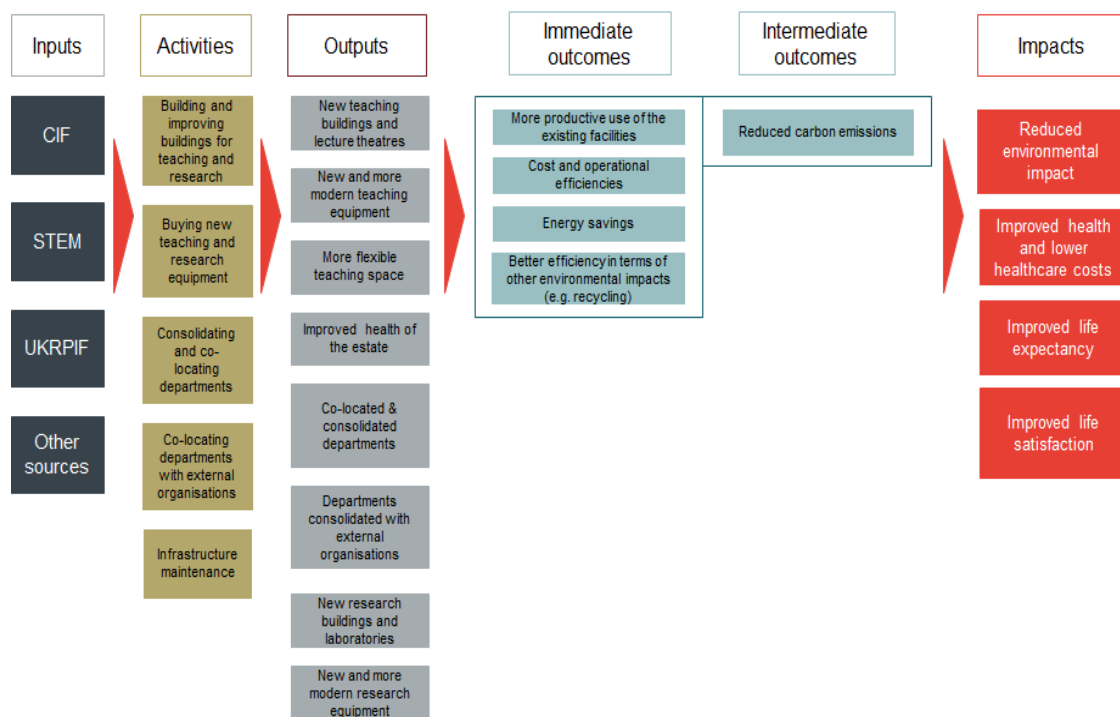 Inputs
Activities
Outputs
Immediate
outcomes
Intermediate
outcomes
Impacts
CIF
STEM
UKRPIF
Other
sources
Building and
improving
buildings for
teaching and
research
Buying new
teaching and
research
equipment
Consolidating
and co-
locating
departments
Co-locating
departments
with external
organisations
Infrastructure
maintenance
New teaching
buildings and
lecture theatres
New and more
modern teaching
equipment
More flexible
teaching space
Improved health of
the estate
Co-located &
consolidated
departments
Departments
consolidated with
external
organisations
New research
buildings and
laboratories
New and more
modern research
equipment
More productive use of the
existing facilities
Cost and operational
efficiencies
Energy savings
Better efficiency in terms of
other environmental impacts
(e.g. recycling)
Reduced carbon emissions
Reduced
environmental
impact
Improved health
and lower
healthcare costs
Improved life
expectancy
Improved life
satisfaction